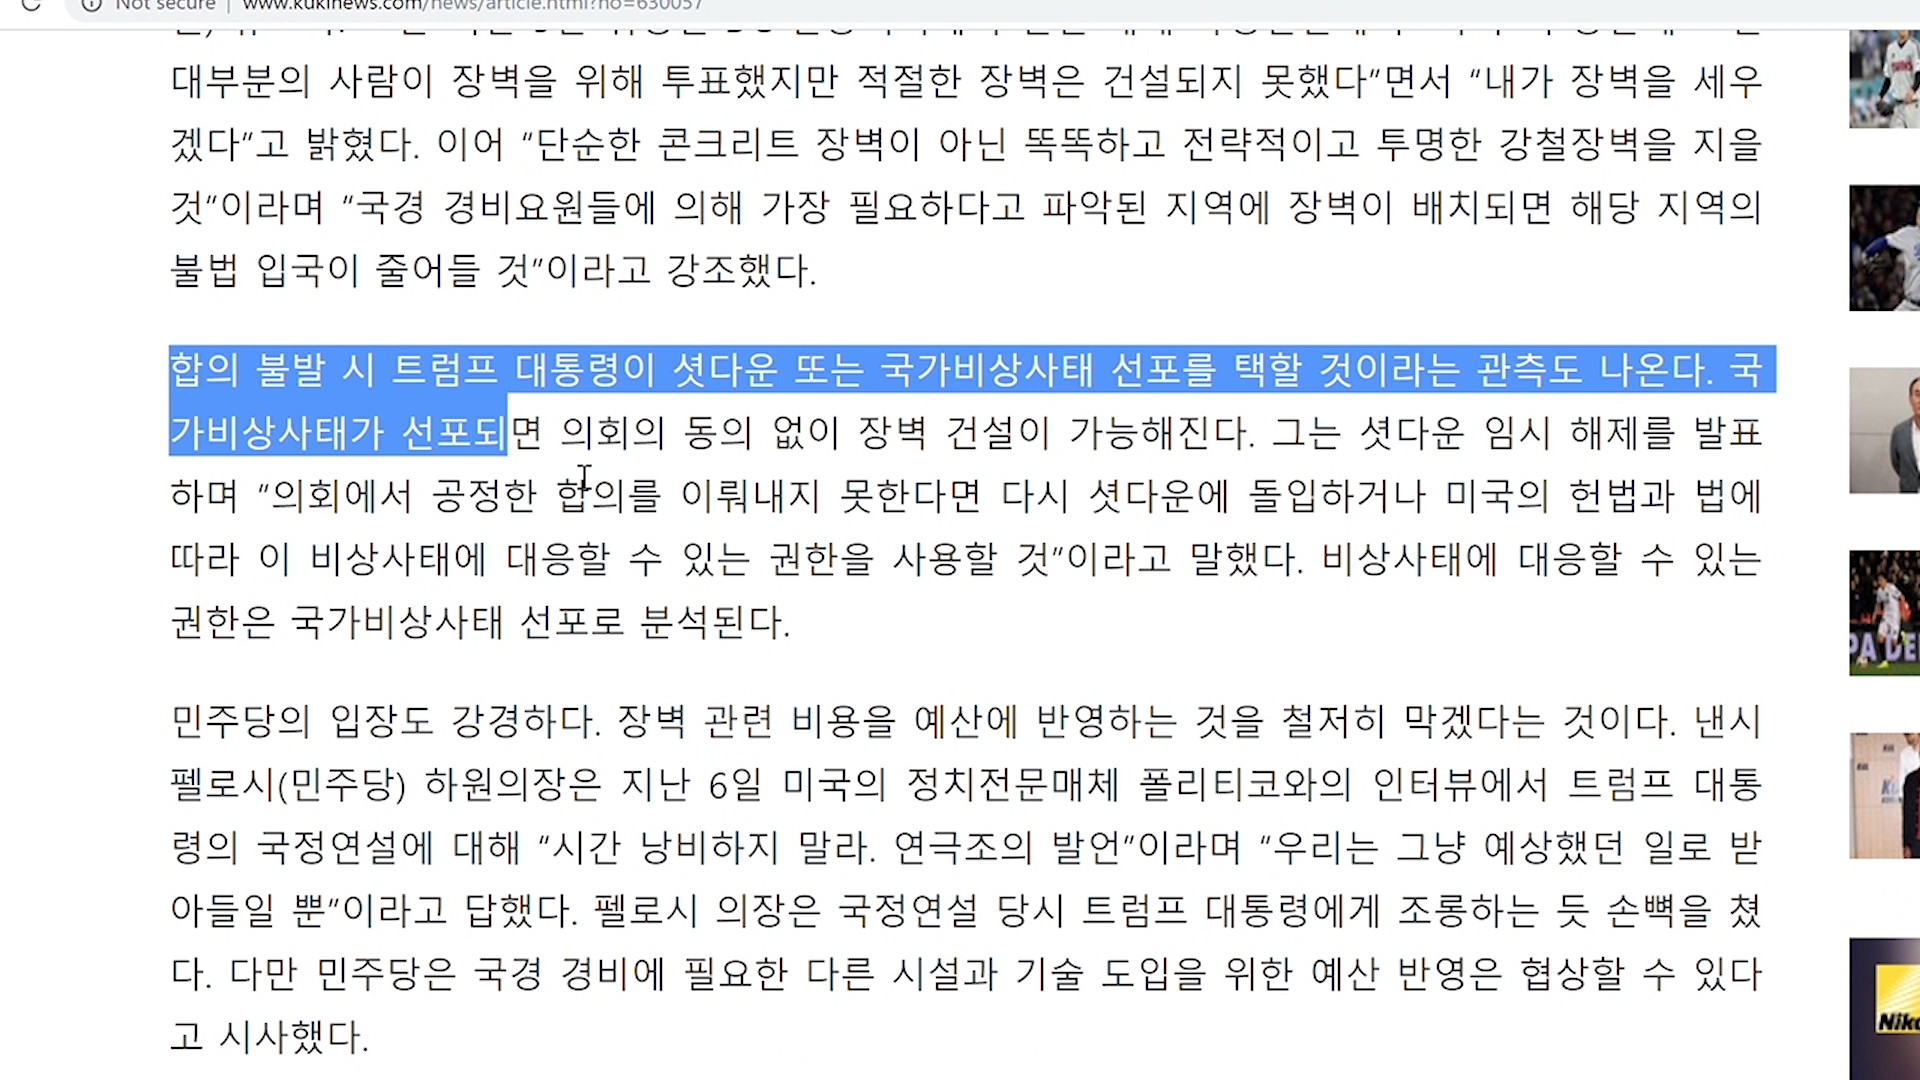 Not secure | www.kukinews.com/news/article.html?no=630057
대부분의 사람이 장벽을 위해 투표했지만 적절한 장벽은 건설되지 못했다”면서 “내가 장벽을 세우
겠다”고 밝혔다. 이어 “단순한 콘크리트 장벽이 아닌 똑똑하고 전략적이고 투명한 강철장벽을 지을
것”이라며 “국경 경비요원들에 의해 가장 필요하다고 파악된 지역에 장벽이 배치되면 해당 지역의
불법 입국이 줄어들 것”이라고 강조했다.
합의 불발 시 트럼프 대통령이 셧다운 또는 국가비상사태 선포를 택할 것이라는 관측도 나온다. 국
가비상사태가 선포되면 의회의 동의 없이 장벽 건설이 가능해진다. 그는 셧다운 임시 해제를 발표
하며 “의회에서 공정한 합의를 이뤄내지 못한다면 다시 셧다운에 돌입하거나 미국의 헌법과 법에
따라 이 비상사태에 대응할 수 있는 권한을 사용할 것”이라고 말했다. 비상사태에 대응할 수 있는
권한은 국가비상사태 선포로 분석된다.
민주당의 입장도 강경하다. 장벽 관련 비용을 예산에 반영하는 것을 철저히 막겠다는 것이다. 낸시
펠로시(민주당) 하원의장은 지난 6일 미국의 정치전문매체 폴리티코와의 인터뷰에서 트럼프 대통
령의 국정연설에 대해 “시간 낭비하지 말라. 연극조의 발언”이라며 “우리는 그냥 예상했던 일로 받
아들일 뿐”이라고 답했다. 펠로시 의장은 국정연설 당시 트럼프 대통령에게 조롱하는 듯 손뼉을 쳤
다. 다만 민주당은 국경 경비에 필요한 다른 시설과 기술 도입을 위한 예산 반영은 협상할 수 있다
고 시사했다.